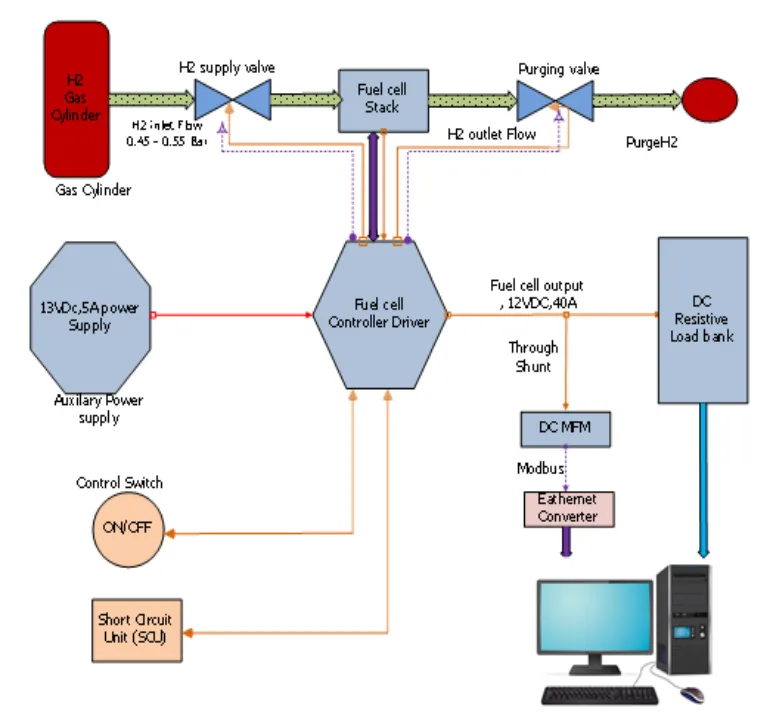 H2
Gas
Cylinder
H2 supply valve
Fuel cell
Stack
Purging valve
H2 inlet Flow
0.45 - 0.55 Bar
H2 outlet Flow
PurgeH2
Gas Cylinder
13VDc,5A power
Supply
Fuel cell
Controller Driver
Fuel cell output
, 12VDC,40A
DC
Resistive
Load bank
Through
Shunt
Auxilary Power
supply
DC MFM
Modbus
Control Switch
Eathernet
Converter
ON/OFF
Short Circuit
Unit (SCU)